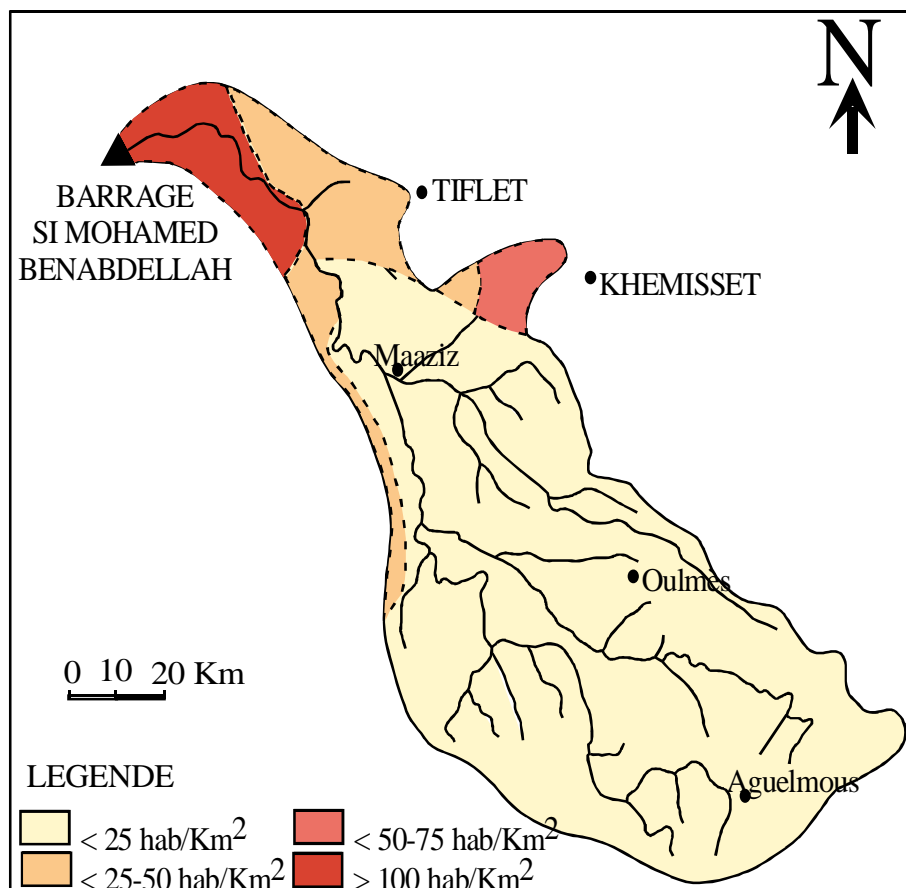 N
BARRAGE
SI MOHAMED
BENABDELLAH
TIFLET
KHEMISSET
Maaziz
Oulmès
0 10 20 Km
Aguelmous
LEGENDE
< 25 hab/Km²
< 50-75 hab/Km²
< 25-50 hab/Km²
> 100 hab/Km²